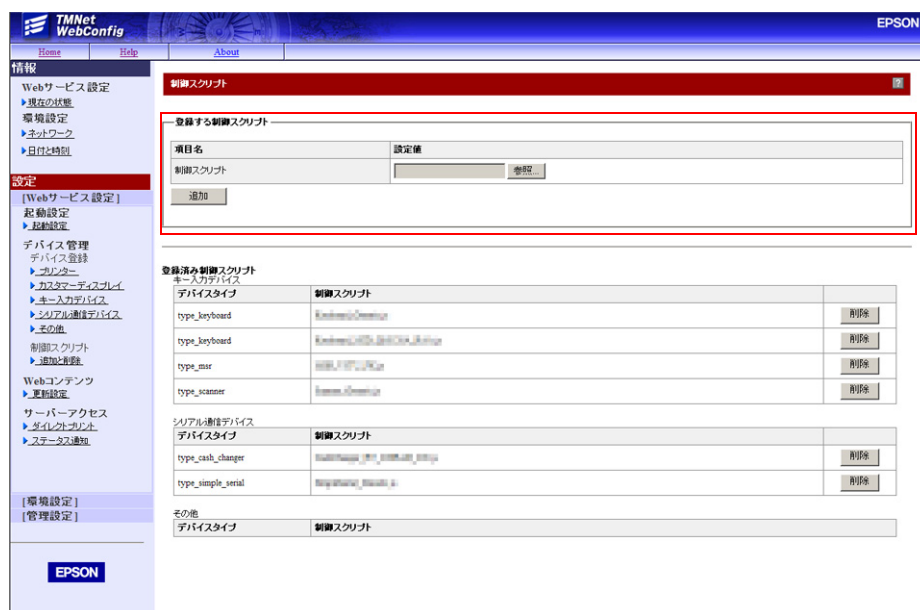 TMNet
WebConfig
EPSON
Home Help About
情報
Webサービス設定
現在の状態
環境設定
ネットワーク
日付と時刻
設定
[Webサービス設定]
起動設定
起動設定
デバイス管理
デバイス登録
プリンター
カスタマーディスプレイ
キー入力デバイス
シリアル通信デバイス
その他
制御スクリプト
追加と削除
Webコンテンツ
更新設定
サーバーアクセス
ダイレクトプリント
ステータス通知
[環境設定]
[管理設定]
EPSON
制御スクリプト ?
登録する制御スクリプト
項目名 設定値
制御スクリプト 参照...
追加
登録済み制御スクリプト
キー入力デバイス
デバイスタイプ 制御スクリプト
type_keyboard 削除
type_keyboard 削除
type_msr 削除
type_scanner 削除
シリアル通信デバイス
デバイスタイプ 制御スクリプト
type_cash_changer 削除
type_simple_serial 削除
その他
デバイスタイプ 制御スクリプト